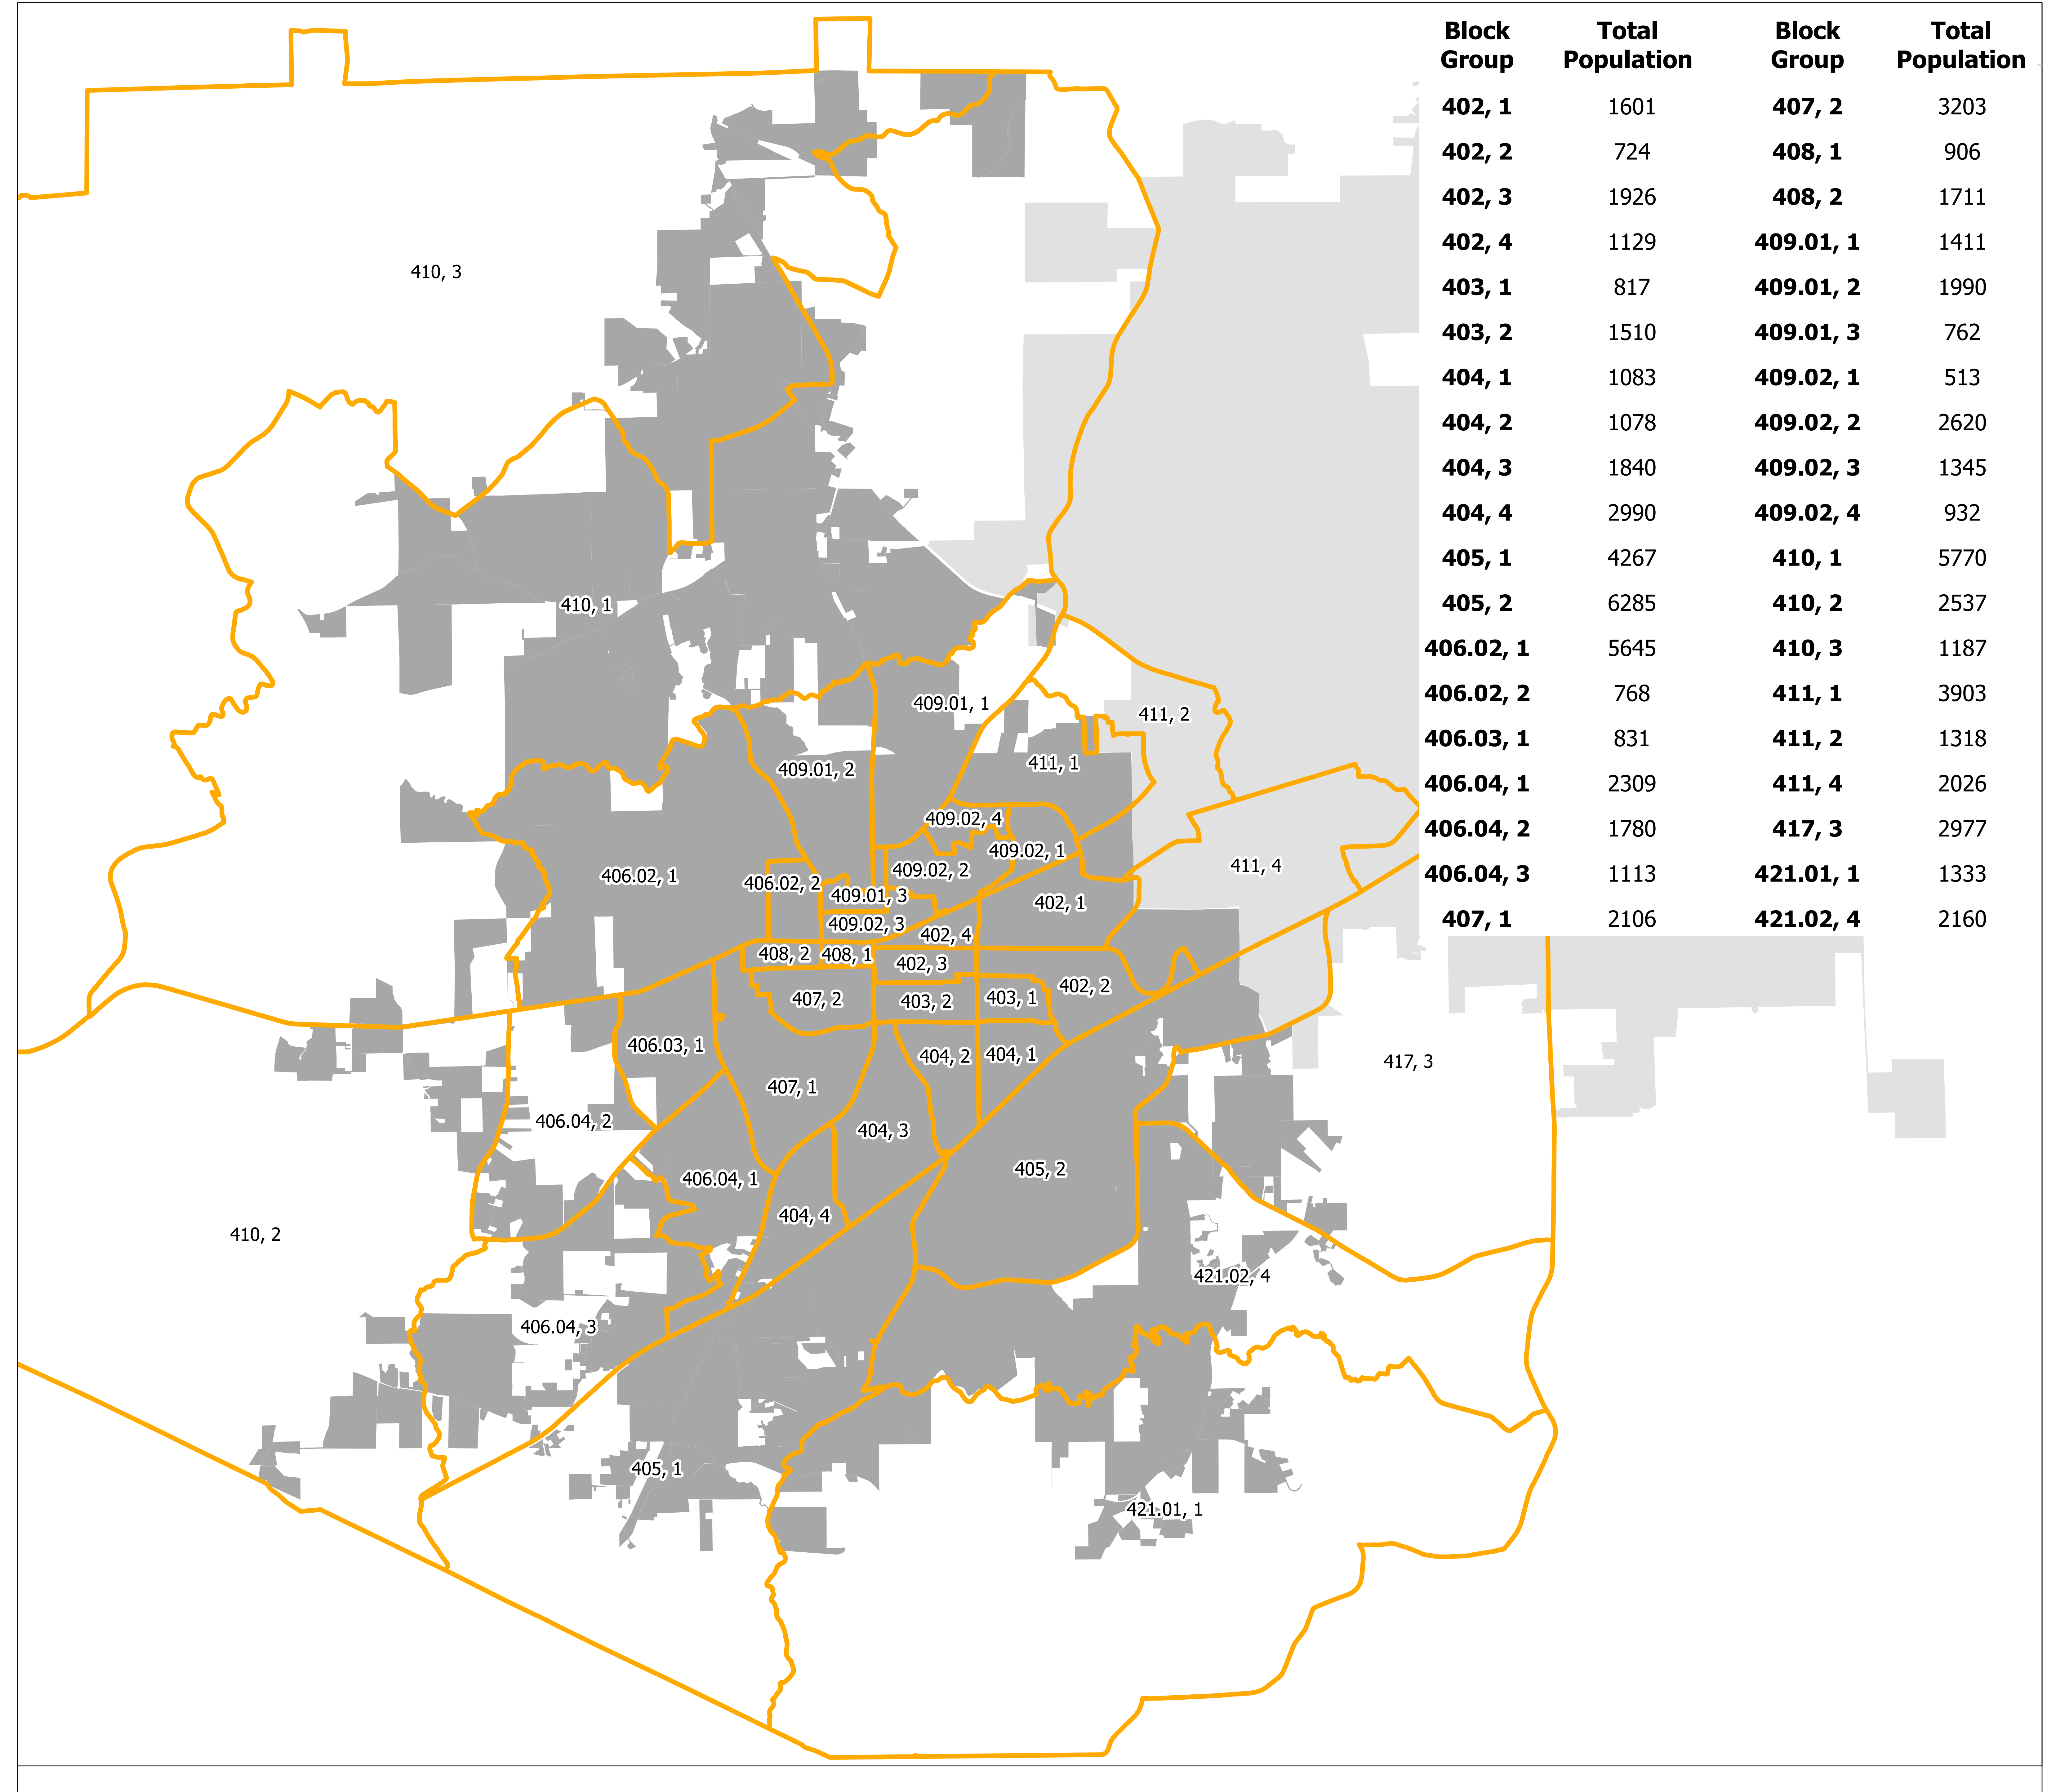 Block Total Block Total
Group Population Group Population
402, 1 1601 407, 2 3203
402, 2 724 408, 1 906
402, 3 1926 408, 2 1711
402, 4 1129 409.01, 1 1411
403, 1 817 409.01, 2 1990
403, 2 1510 409.01, 3 762
404, 1 1083 409.02, 1 513
404, 2 1078 409.02, 2 2620
404, 3 1840 409.02, 3 1345
404, 4 2990 409.02, 4 932
405, 1 4267 410, 1 5770
405, 2 6285 410, 2 2537
406.02, 1 5645 410, 3 1187
406.02, 2 768 411, 1 3903
406.03, 1 831 411, 2 1318
406.04, 1 2309 411, 4 2026
406.04, 2 1780 417, 3 2977
406.04, 3 1113 421.01, 1 1333
407, 1 2106 421.02, 4 2160
410, 3
410, 1
409.01, 1
411, 2
409.01, 2
411, 1
409.02, 4
409.02, 1
411, 4
409.02, 2
406.02, 1
406.02, 2
409.01, 3
402, 1
409.02, 3
402, 4
408, 2
408, 1
402, 3
402, 2
407, 2
403, 2
403, 1
406.03, 1
404, 2
404, 1
417, 3
407, 1
406.04, 2
404, 3
405, 2
406.04, 1
404, 4
410, 2
421.02, 4
406.04, 3
405, 1
421.01, 1